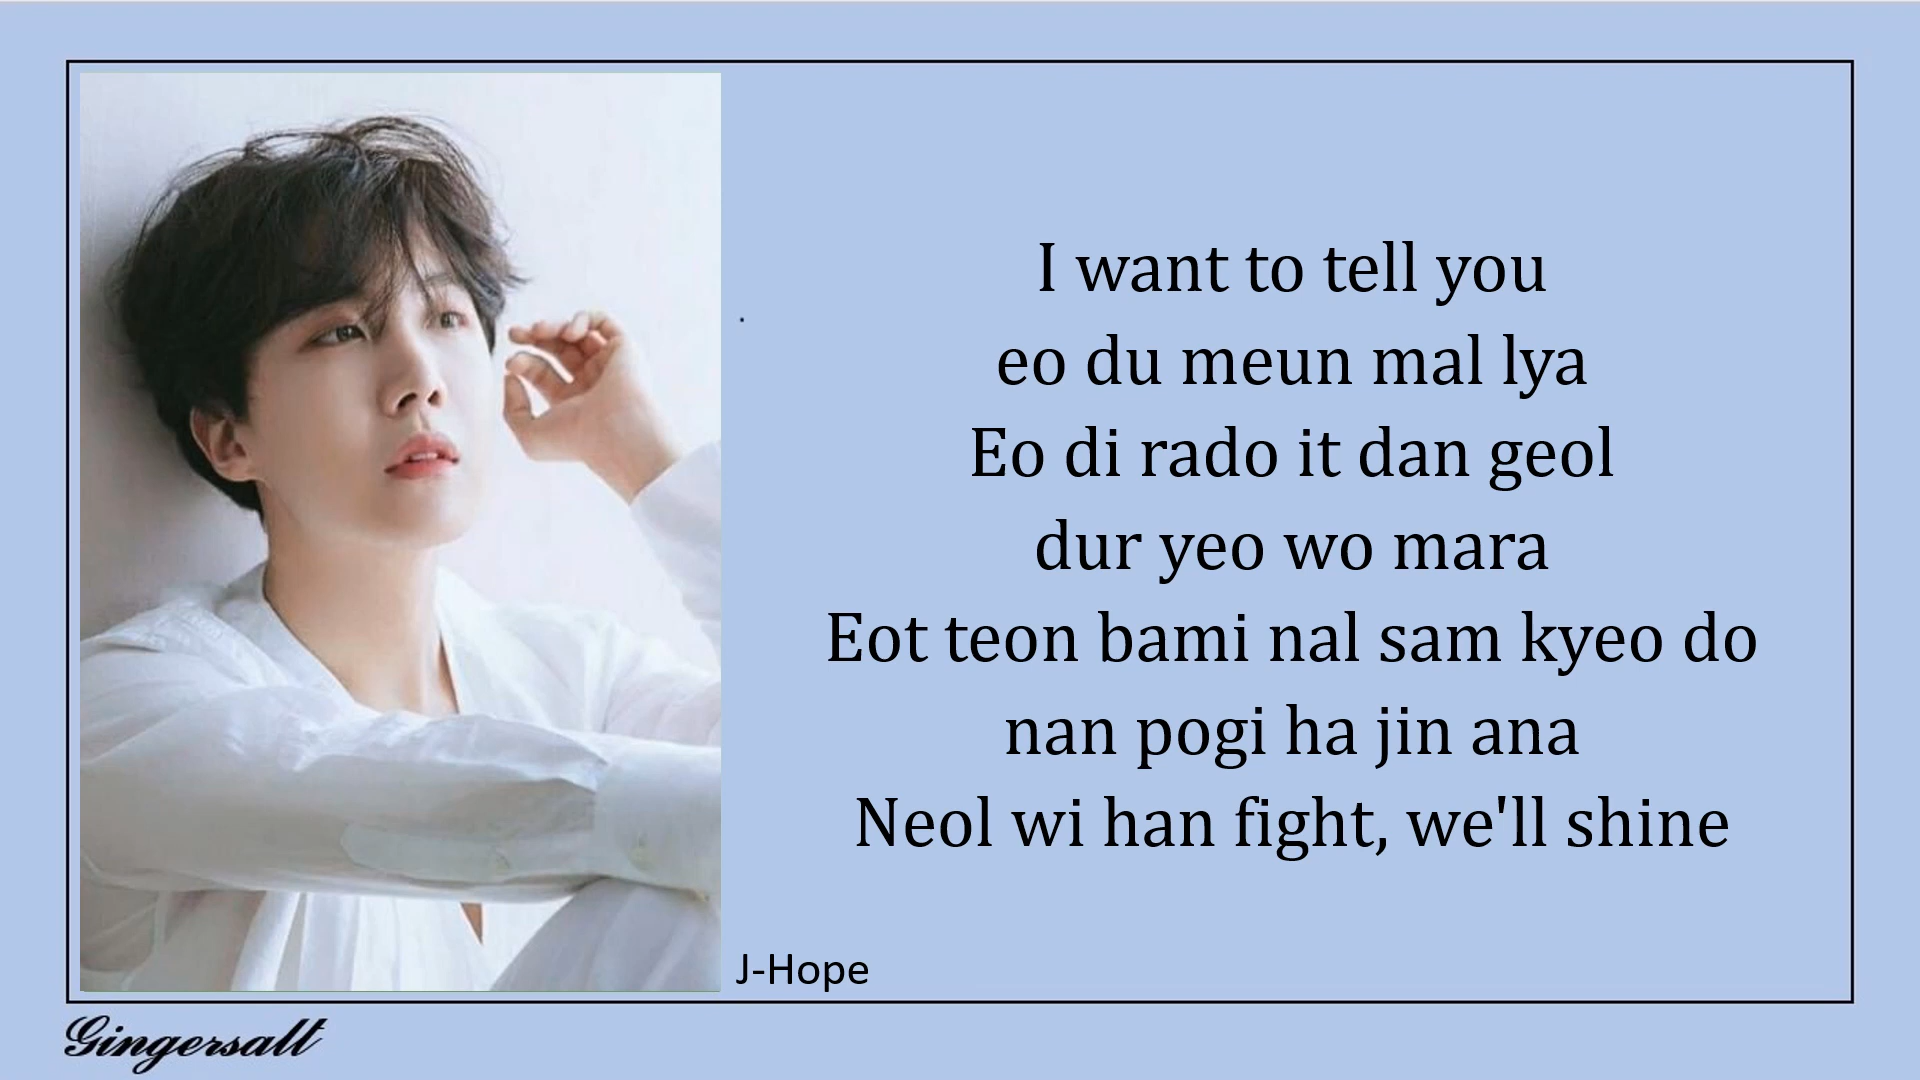 I want to tell you
eo du meun mal lya
Eo di rado it dan geol
dur yeo wo mara
Eot teon bami nal sam kyeo do
nan pogi ha jin ana
Neol wi han fight, we'll shine
J-Hope
Gingersalt